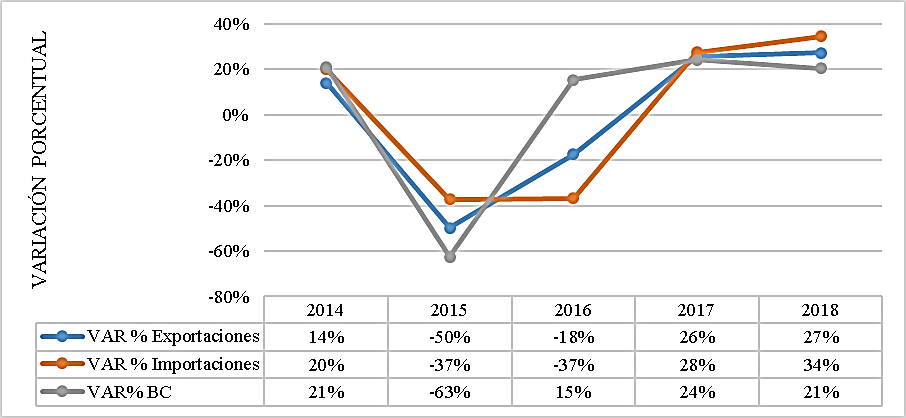 VARIACIÓN PORCENTUAL
40%
20%
0%
-20%
-40%
-60%
-80%
2014 2015 2016 2017 2018
VAR % Exportaciones 14% -50% -18% 26% 27%
VAR % Importaciones 20% -37% -37% 28% 34%
VAR% BC 21% -63% 15% 24% 21%